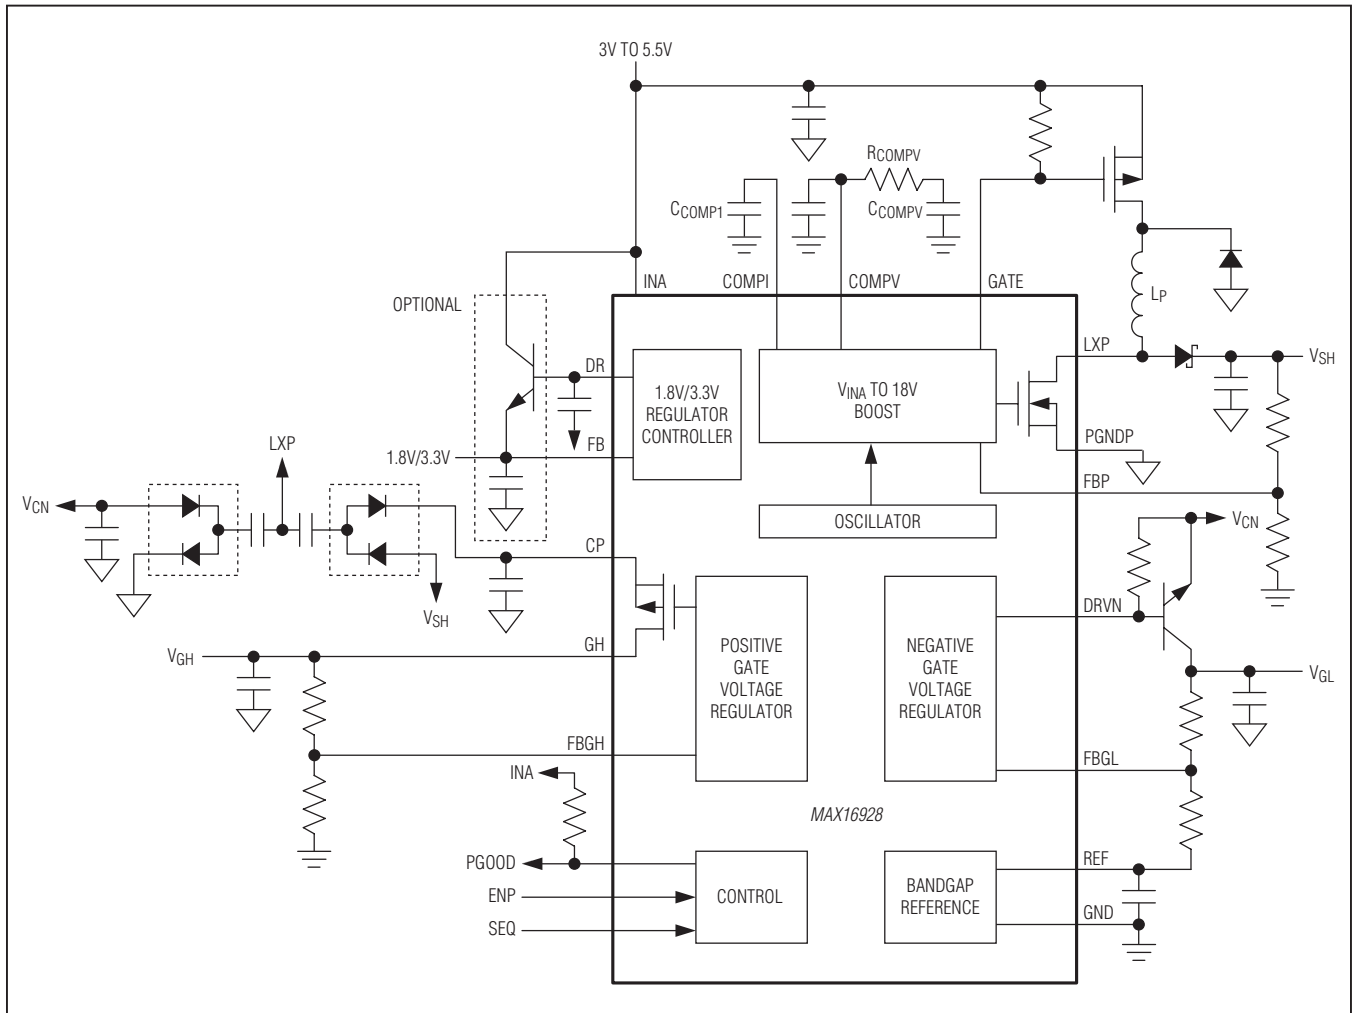 3V TO 5.5V
RCOMPV
CCOMP1
CCOMPV
INA
COMPI
COMPV
GATE
OPTIONAL
LP
LXP
VSH
DR
1.8V/3.3V
REGULATOR
CONTROLLER
VINA TO 18V
BOOST
PGNDP
FB
1.8V/3.3V
LXP
FBP
VCN
OSCILLATOR
VCN
CP
VSH
DRVN
GH
VGH
POSITIVE
GATE
VOLTAGE
REGULATOR
NEGATIVE
GATE
VOLTAGE
REGULATOR
VGL
FBGH
FBGL
INA
MAX16928
PGOOD
ENP
SEQ
CONTROL
BANDGAP
REFERENCE
REF
GND